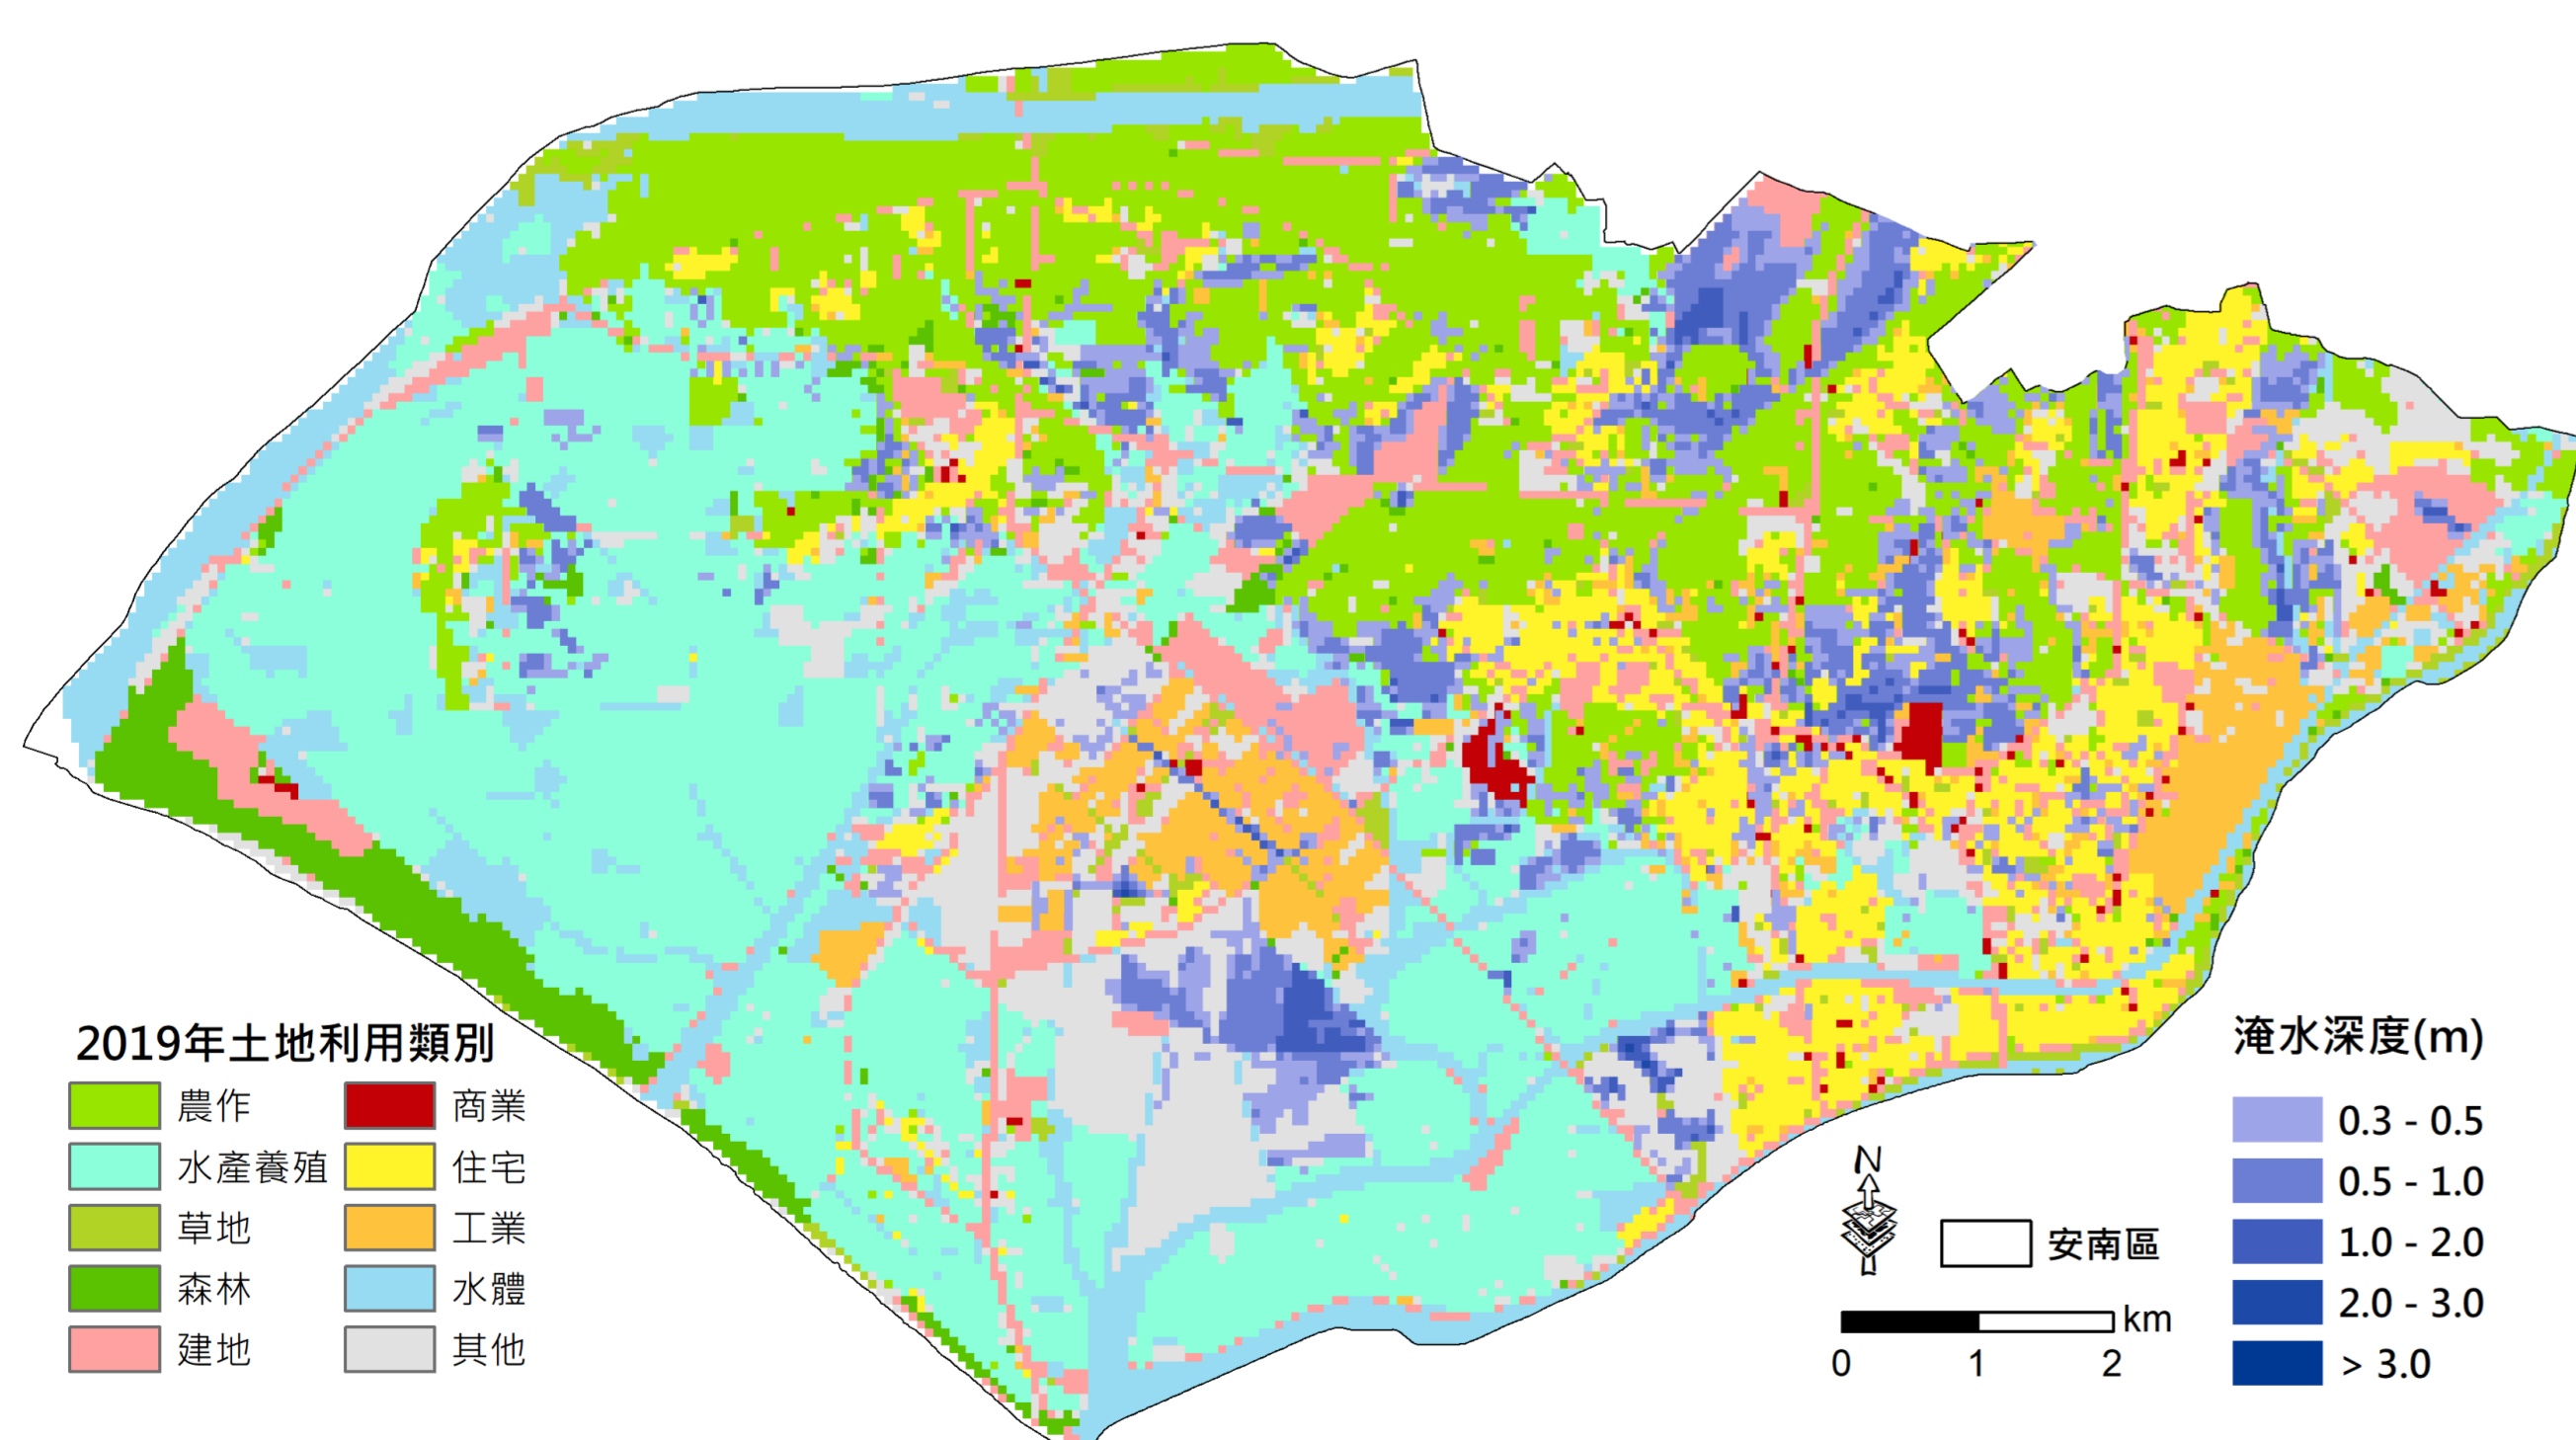 2019年土地利用類別
農作
商業
水產養殖
住宅
草地
工業
森林
水體
建地
其他
N
安南區
km
0 1 2
淹水深度(m)
0.3 - 0.5
0.5 - 1.0
1.0 - 2.0
2.0 - 3.0
> 3.0